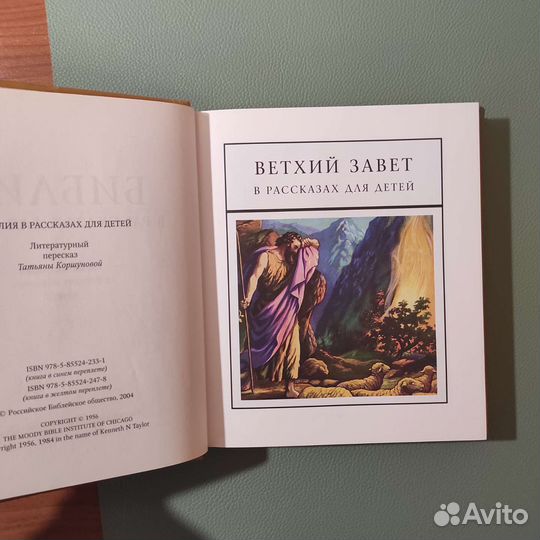 ЛИЯ В РАССКАЗАХ ДЛЯ ДЕТЕЙ
Литературный
пересказ
Татьяны Коршуновой
ISBN 978-5-85524-233-1
(книга в синем переплете)
ISBN 978-5-85524-247-8
(книга в желтом переплете)
© Российское Библейское общество, 2004
COPYRIGHT © 1956
THE MOODY BIBLE INSTITUTE OF CHICAGO
right 1956, 1984 in the name of Kenneth N Taylor
ВЕТХИЙ ЗАВЕТ
В РАССКАЗАХ ДЛЯ ДЕТЕЙ
Avito